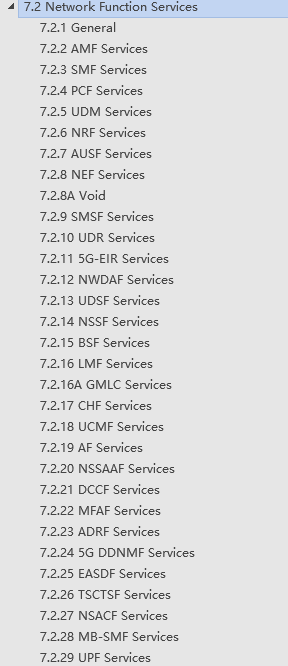 7.2 Network Function Services
7.2.1 General
7.2.2 AMF Services
7.2.3 SMF Services
7.2.4 PCF Services
7.2.5 UDM Services
7.2.6 NRF Services
7.2.7 AUSF Services
7.2.8 NEF Services
7.2.8A Void
7.2.9 SMSF Services
7.2.10 UDR Services
7.2.11 5G-EIR Services
7.2.12 NWDAF Services
7.2.13 UDSF Services
7.2.14 NSSF Services
7.2.15 BSF Services
7.2.16 LMF Services
7.2.16A GMLC Services
7.2.17 CHF Services
7.2.18 UCMF Services
7.2.19 AF Services
7.2.20 NSSAAF Services
7.2.21 DCCF Services
7.2.22 MFAF Services
7.2.23 ADRF Services
7.2.24 5G DDNMF Services
7.2.25 EASDF Services
7.2.26 TSCTSF Services
7.2.27 NSACF Services
7.2.28 MB-SMF Services
7.2.29 UPF Services